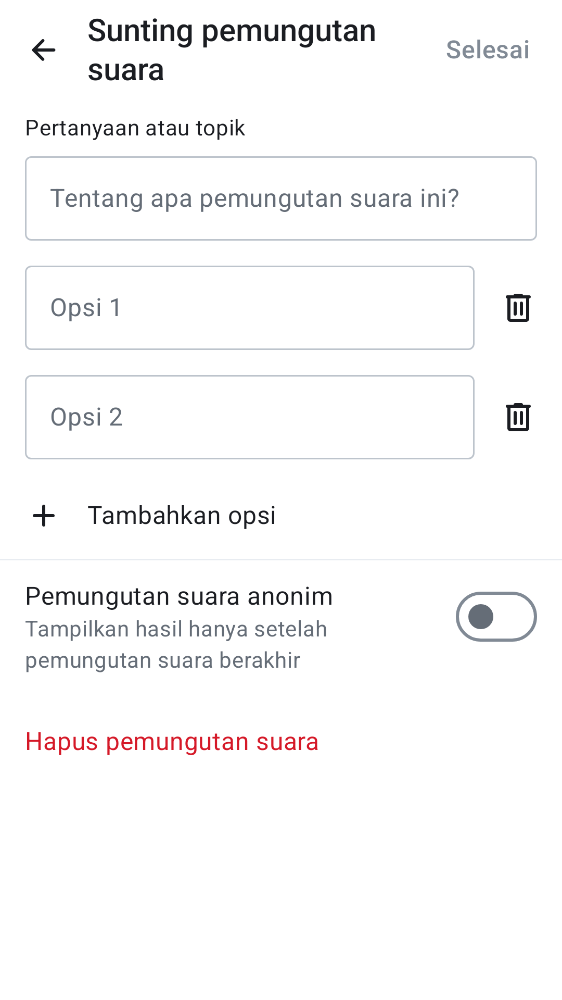 Sunting pemungutan
suara
Selesai
Pertanyaan atau topik
Tentang apa pemungutan suara ini?
Opsi 1
Opsi 2
Tambahkan opsi
Pemungutan suara anonim
Tampilkan hasil hanya setelah
pemungutan suara berakhir
Hapus pemungutan suara